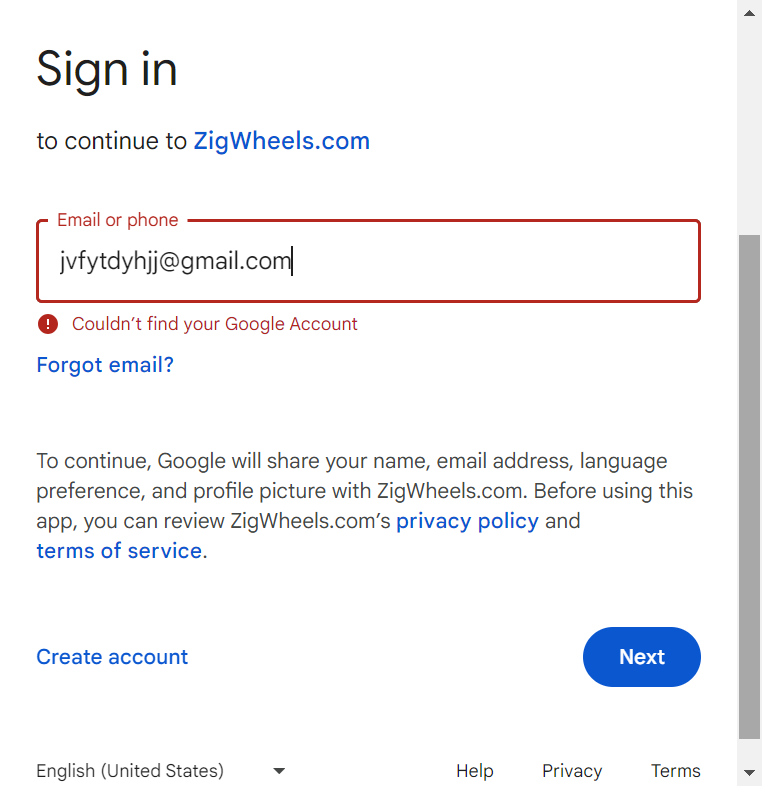 Sign in
to continue to ZigWheels.com
Email or phone
jvfytdyhjj@gmail.com
Couldn’t find your Google Account
Forgot email?
To continue, Google will share your name, email address, language
preference, and profile picture with ZigWheels.com. Before using this
app, you can review ZigWheels.com’s privacy policy and
terms of service.
Create account
Next
English (United States)
Help
Privacy
Terms